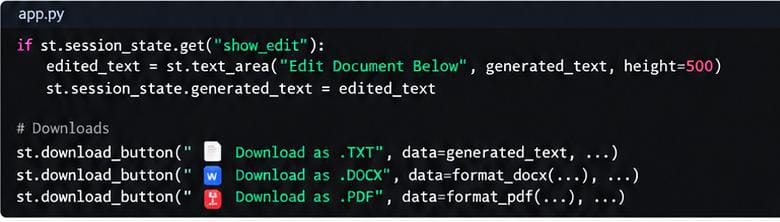 app.py
if st.session_state.get("show_edit"):
    edited_text = st.text_area("Edit Document Below", generated_text, height=500)
    st.session_state.generated_text = edited_text
# Downloads
st.download_button(" 📄 Download as .TXT", data=generated_text, ...)
st.download_button(" W Download as .DOCX", data=format_docx(...), ...)
st.download_button(" Download as .PDF", data=format_pdf(...), ...)